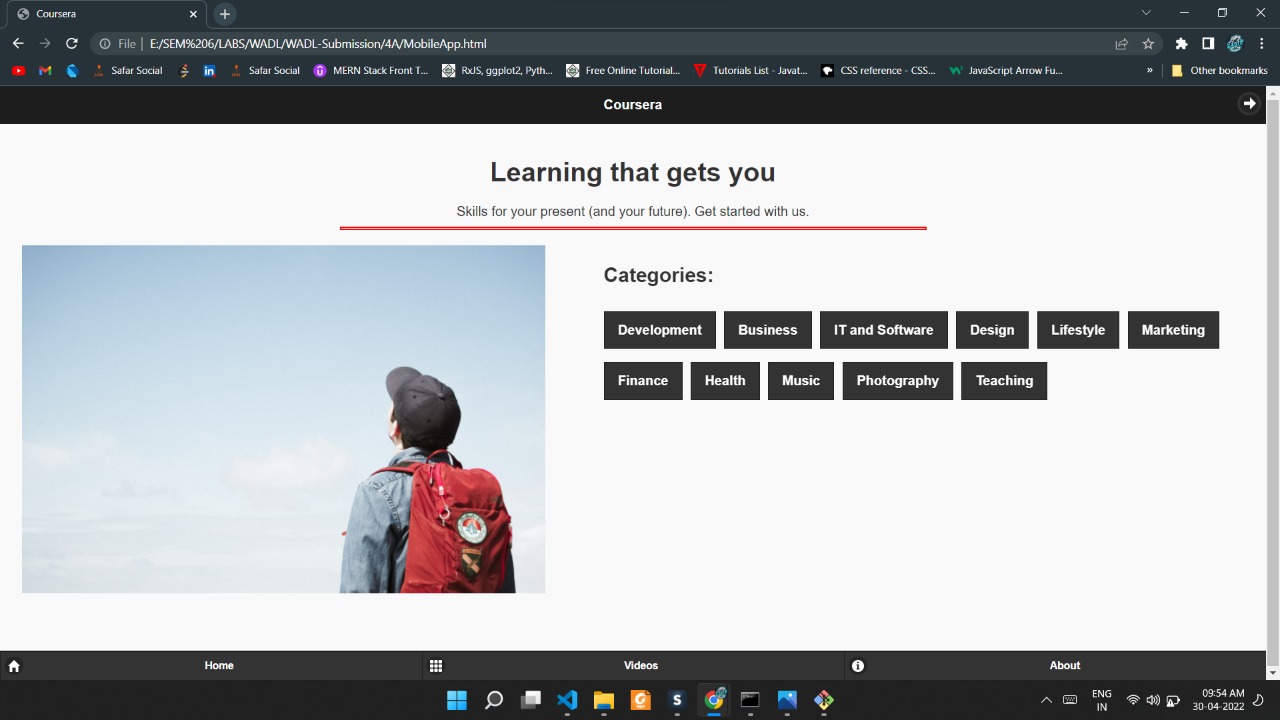 Coursera
File
E:/SEM%206/LABS/WADL/WADL-Submission/4A/MobileApp.html
Safar Social
Safar Social
MERN Stack Front T...
RxJS, ggplot2, Pyth...
Free Online Tutorial...
Tutorials List - Javat...
CSS reference - CSS...
JavaScript Arrow Fu...
»
Other bookmarks
Coursera
Learning that gets you
Skills for your present (and your future). Get started with us.
Categories:
Development Business IT and Software Design Lifestyle Marketing
Finance Health Music Photography Teaching
Home Videos About
ENG
IN
09:54 AM
30-04-2022